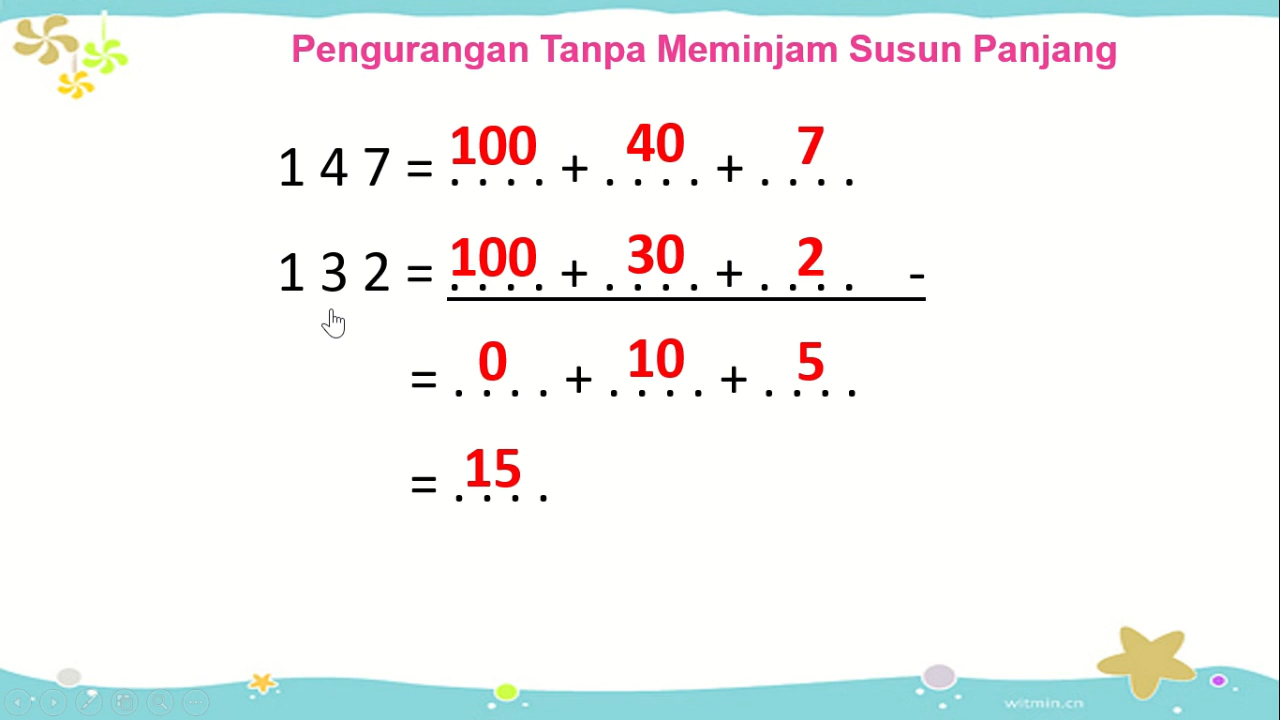 Pengurangan Tanpa Meminjam Susun Panjang
1 4 7 = 100 + 40 + 7
1 3 2 = 100 + 30 + 2 -
= 0 + 10 + 5
= 15
witmin.cn